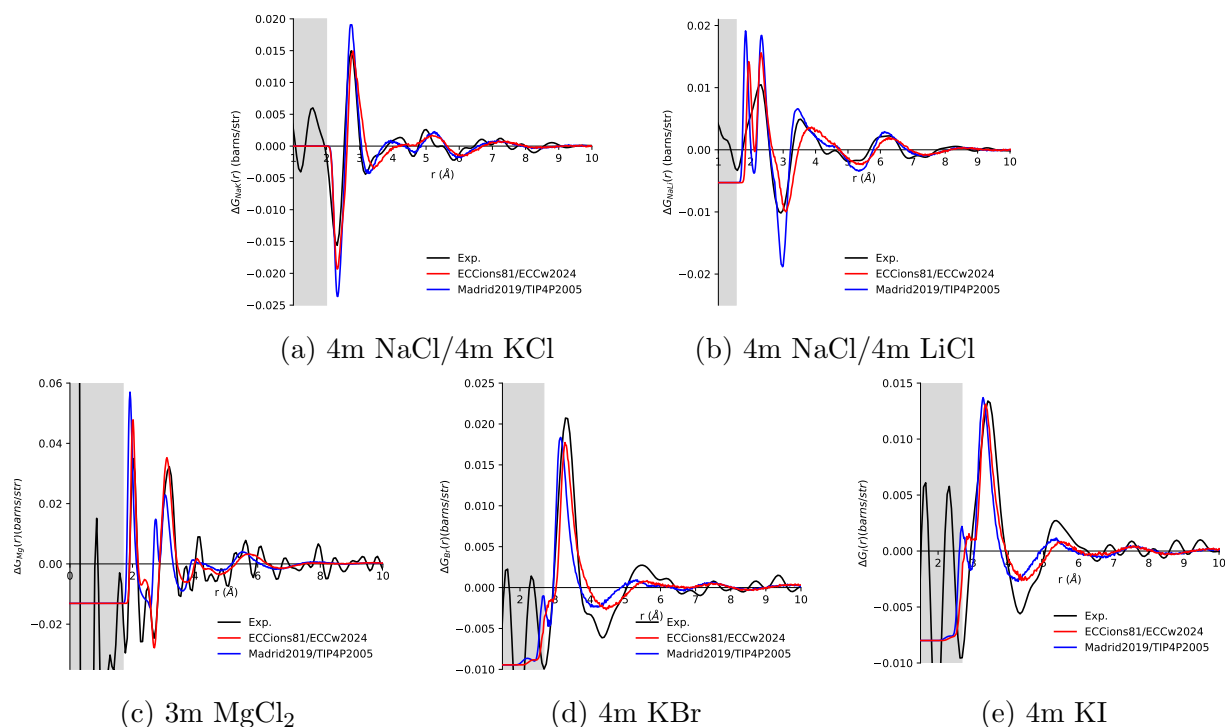 0.020
0.015
0.010
0.005
0.000
−0.005
−0.010
−0.015
−0.020
−0.025
1 2 3 4 5 6 7 8 9 10
r (Å)
ΔG_NaK(r) (barns/str)
Exp.
ECCions81/ECCw2024
Madrid2019/TIP4P2005
(a) 4m NaCl/4m KCl
0.02
0.01
0.00
−0.01
−0.02
1 2 3 4 5 6 7 8 9 10
r (Å)
ΔG_NaLi(r) (barns/str)
Exp.
ECCions81/ECCw2024
Madrid2019/TIP4P2005
(b) 4m NaCl/4m LiCl
0.06
0.04
0.02
0.00
−0.02
0 2 4 6 8 10
r (Å)
ΔG_Mg(r)(barns/str)
Exp.
ECCions81/ECCw2024
Madrid2019/TIP4P2005
(c) 3m MgCl₂
0.025
0.020
0.015
0.010
0.005
0.000
−0.005
−0.010
2 3 4 5 6 7 8 9 10
r (Å)
ΔG_Br(r)(barns/str)
Exp.
ECCions81/ECCw2024
Madrid2019/TIP4P2005
(d) 4m KBr
0.015
0.010
0.005
0.000
−0.005
−0.010
2 3 4 5 6 7 8 9 10
r (Å)
ΔG_I(r)(barns/str)
Exp.
ECCions81/ECCw2024
Madrid2019/TIP4P2005
(e) 4m KI